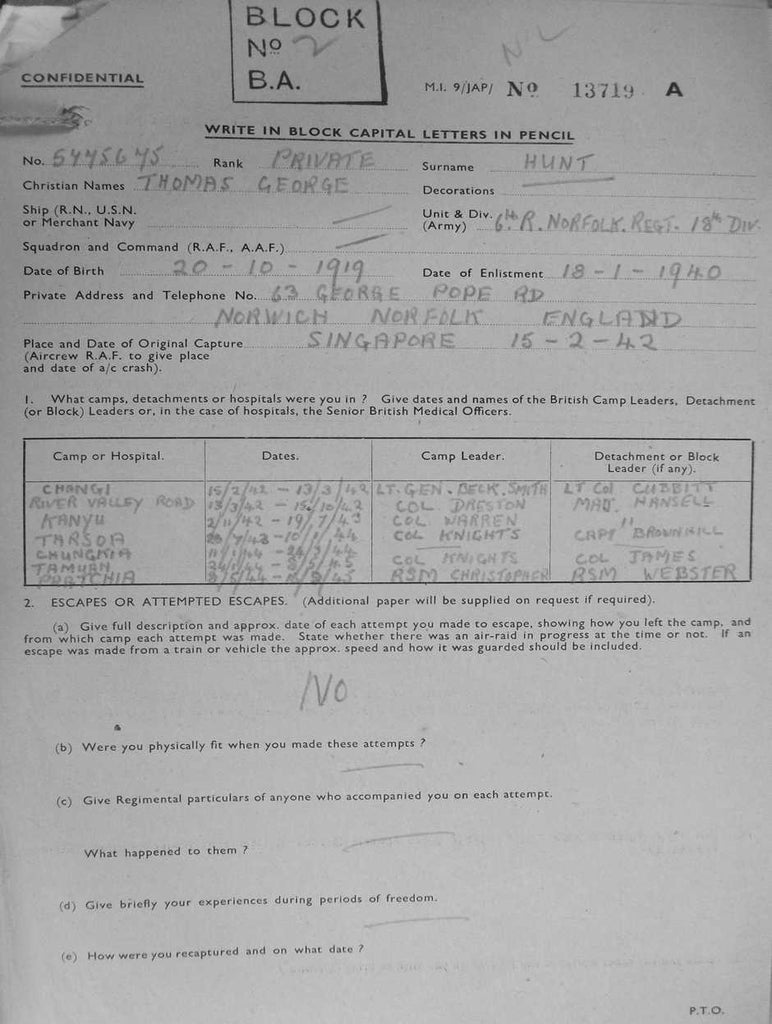 BLOCK
Nº 2
B.A.
NIL
CONFIDENTIAL
M.I. 9/JAP/ Nº 13719 A
WRITE IN BLOCK CAPITAL LETTERS IN PENCIL
No. 5775645 Rank PRIVATE Surname HUNT
Christian Names THOMAS GEORGE Decorations
Ship (R.N., U.S.N.
or Merchant Navy
Unit & Div.
(Army) 6th R. NORFOLK. REGT. 18th DIV.
Squadron and Command (R.A.F., A.A.F.)
Date of Birth 20 - 10 - 1919 Date of Enlistment 18 - 1 - 1940
Private Address and Telephone No. 63 GEORGE POPE RD
NORWICH NORFOLK ENGLAND
Place and Date of Original Capture SINGAPORE 15 - 2 - 42
(Aircrew R.A.F. to give place
and date of a/c crash).
1. What camps, detachments or hospitals were you in ? Give dates and names of the British Camp Leaders, Detachment
(or Block) Leaders or, in the case of hospitals, the Senior British Medical Officers.
Camp or Hospital. Dates. Camp Leader. Detachment or Block
Leader (if any).
CHANGI 15/2/42 - 13/3/42 LT. GEN. BECK. SMITH LT COL CUBBITT
RIVER VALLEY ROAD 13/3/42 - COL MAJ. HANSELL
KANYU 2/11/42 - 19/7/43 COL WARREN "
TARSOA COL KNIGHTS CAPT BROWNHILL
CHUNGKIA
TAMUAN COL KNIGHTS COL JAMES
PRATCHIA RSM CHRISTOPHER RSM WEBSTER
2. ESCAPES OR ATTEMPTED ESCAPES. (Additional paper will be supplied on request if required).
(a) Give full description and approx. date of each attempt you made to escape, showing how you left the camp, and
from which camp each attempt was made. State whether there was an air-raid in progress at the time or not. If an
escape was made from a train or vehicle the approx. speed and how it was guarded should be included.
NO
(b) Were you physically fit when you made these attempts ?
(c) Give Regimental particulars of anyone who accompanied you on each attempt.
What happened to them ?
(d) Give briefly your experiences during periods of freedom.
(e) How were you recaptured and on what date ?
P.T.O.